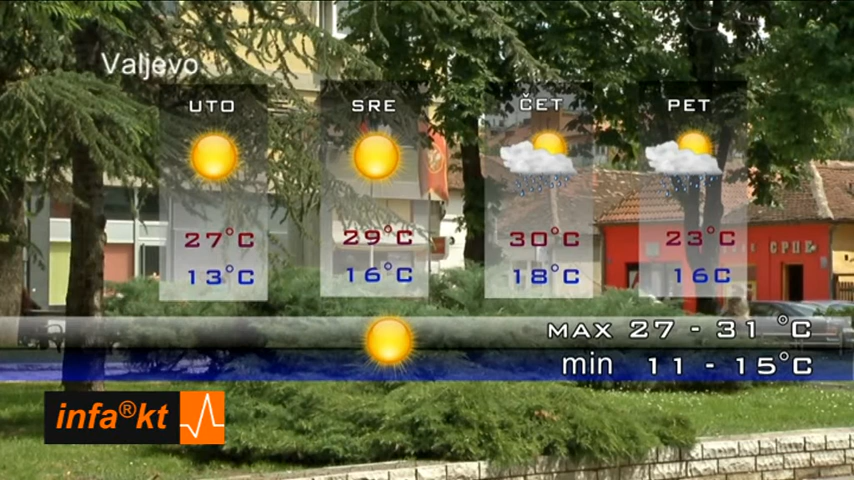 Valjevo
UTO SRE ČET PET
27°C 29°C 30°C 23°C
13°C 16°C 18°C 16C
MAX 27 - 31 °C
min 11 - 15°C
infa®kt